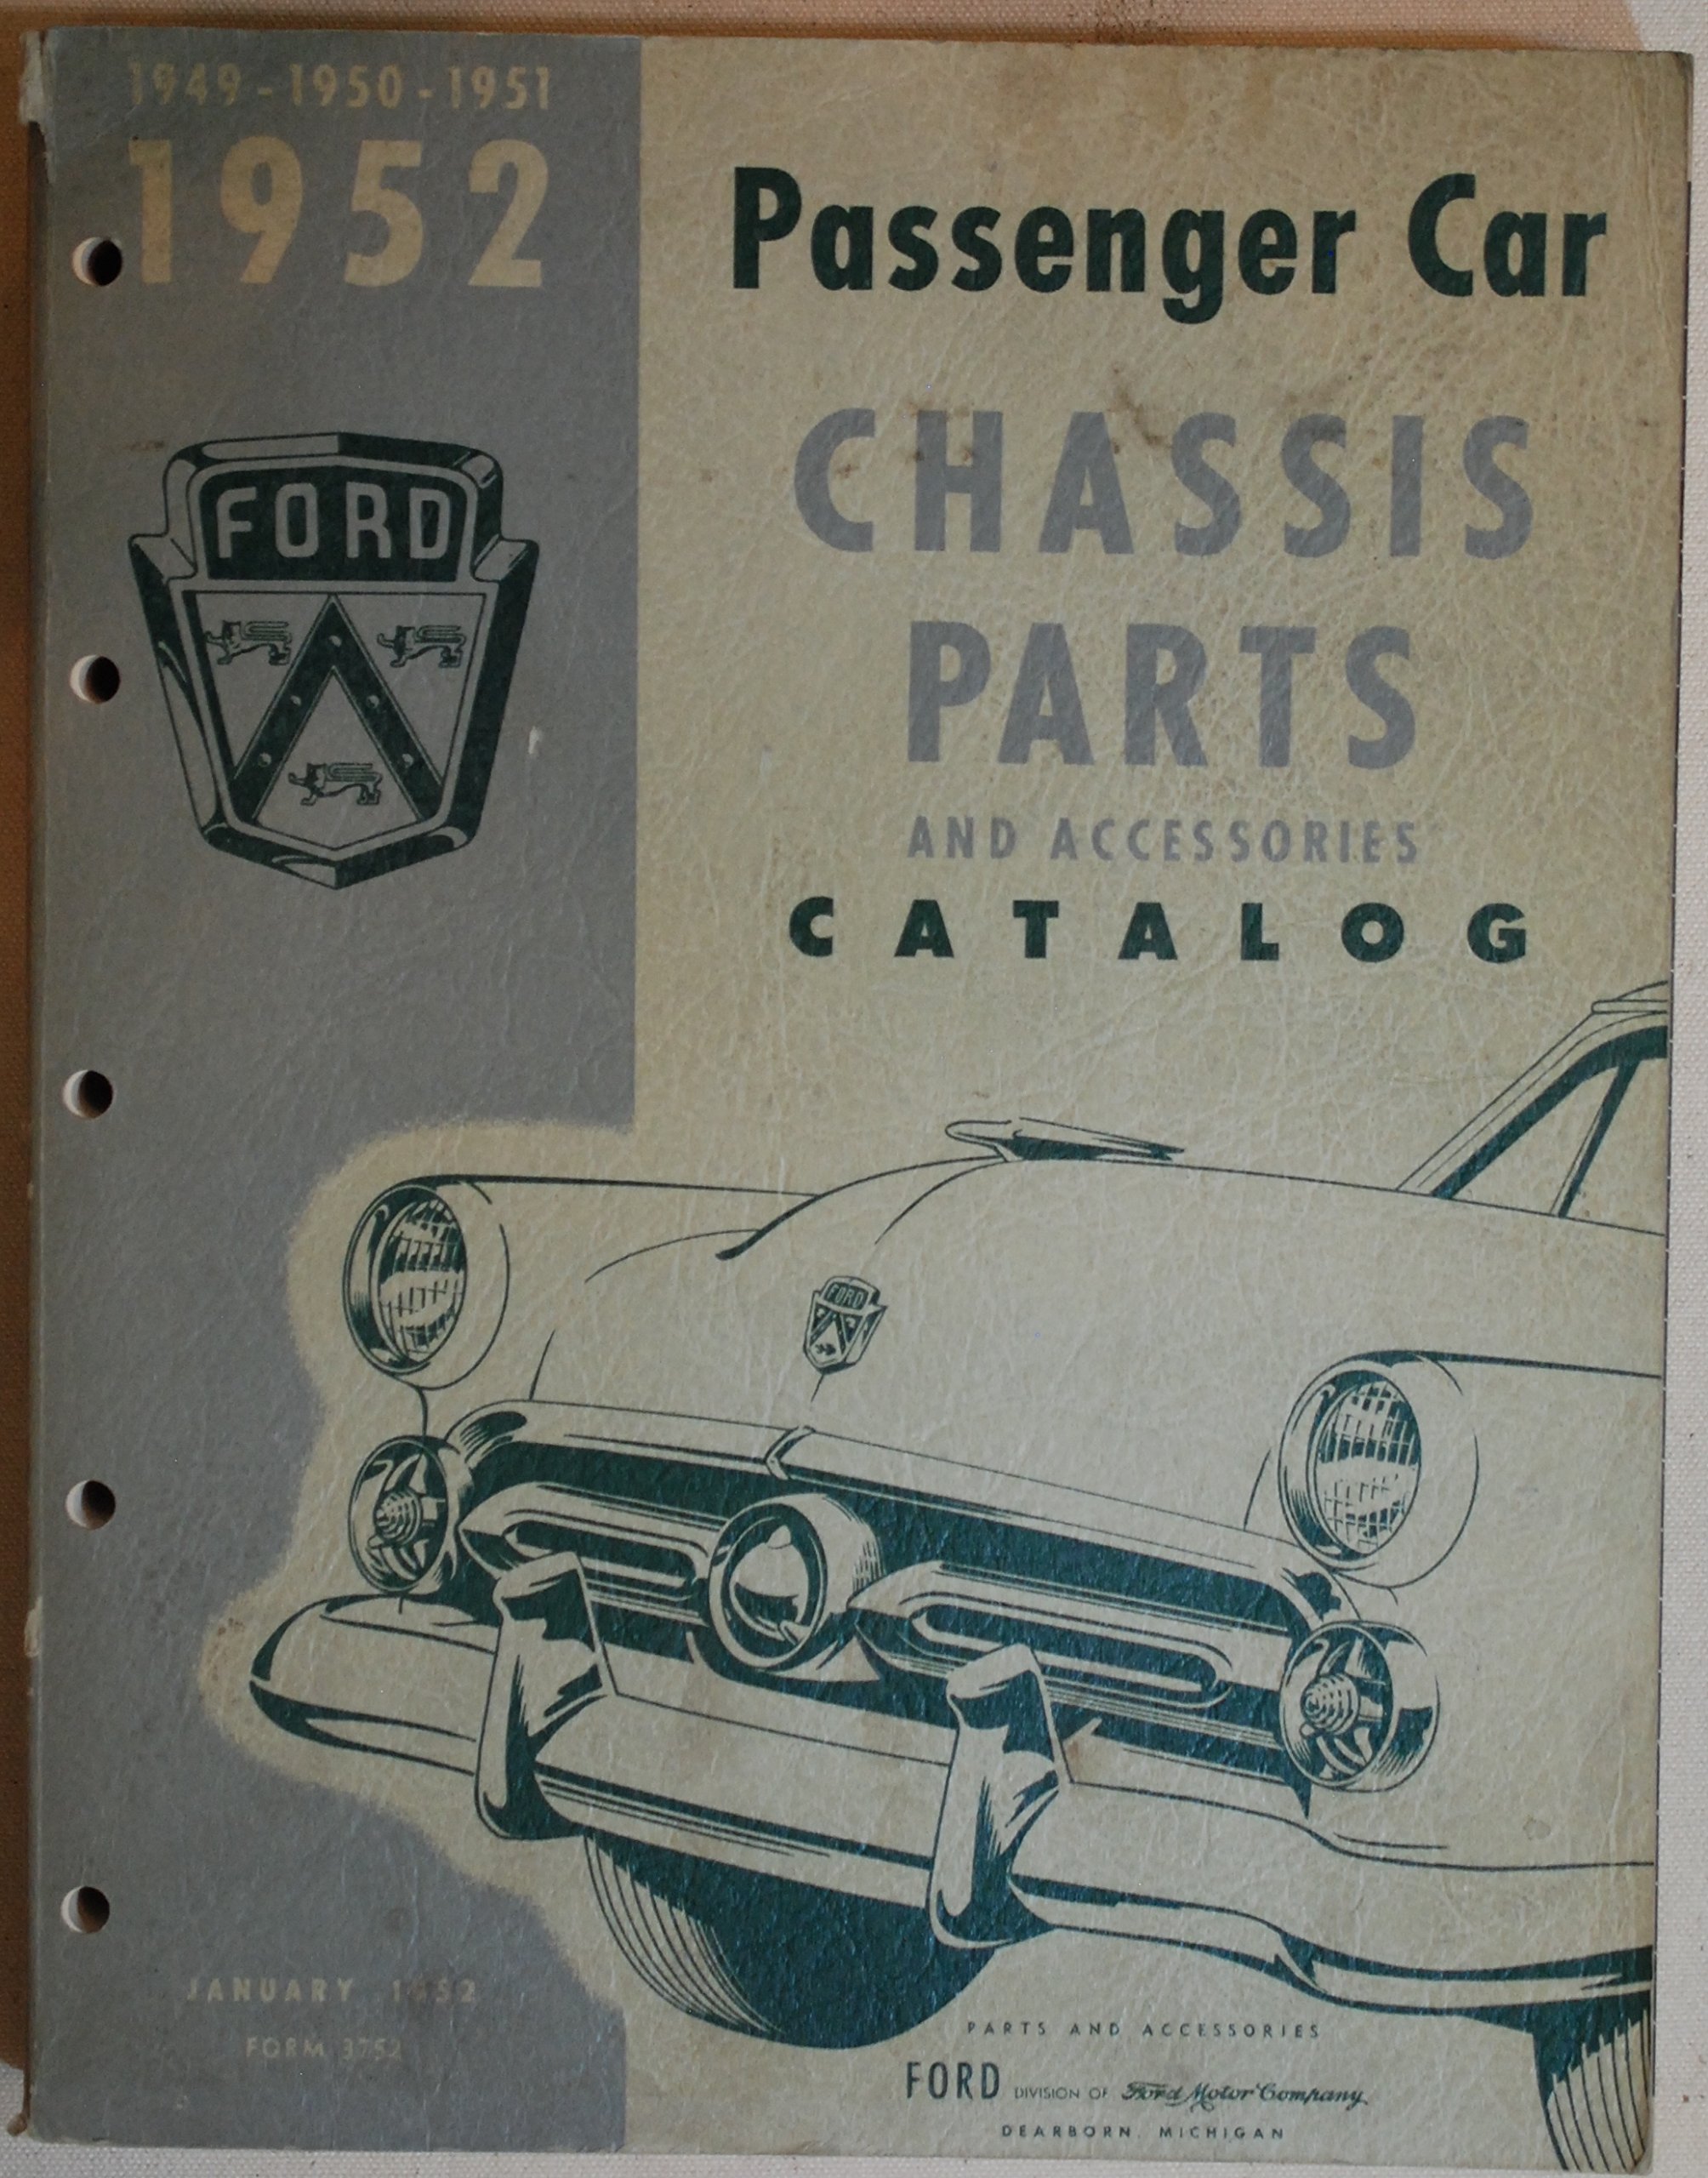 1949-1950-1951
1952
FORD
Passenger Car
CHASSIS
PARTS
AND ACCESSORIES
CATALOG
FORD
JANUARY 1952
FORM 3752
PARTS AND ACCESSORIES
FORD DIVISION OF Ford Motor Company
DEARBORN, MICHIGAN